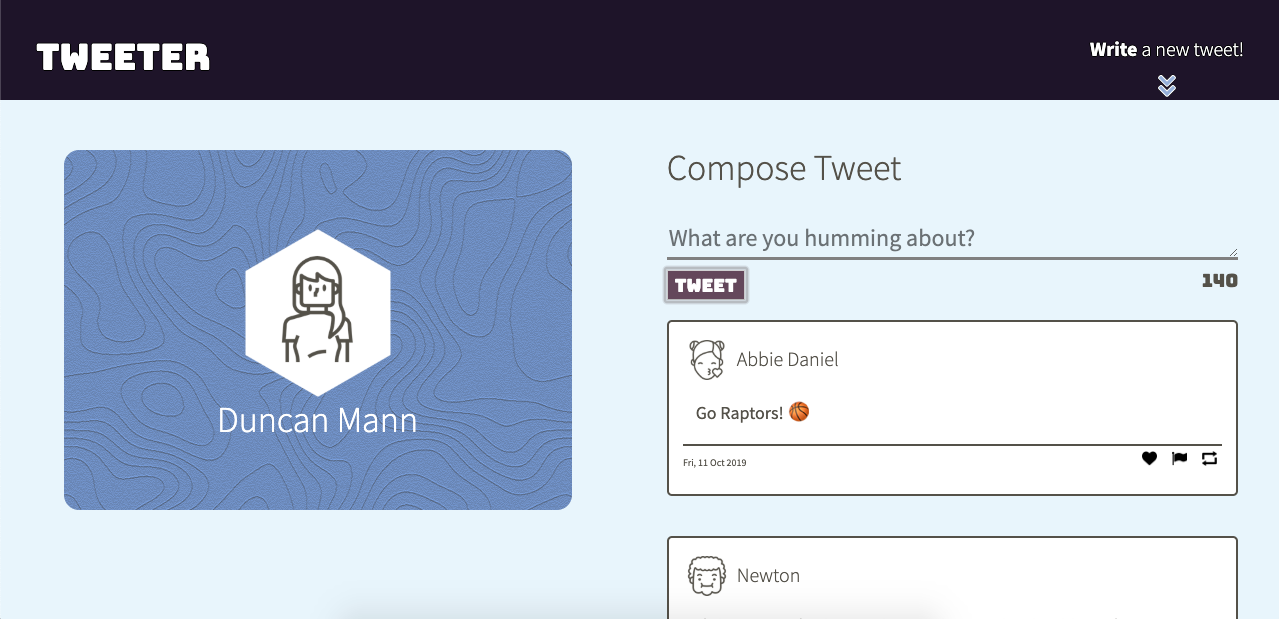 TWEETER
Write a new tweet!
Duncan Mann
Compose Tweet
What are you humming about?
TWEET
140
Abbie Daniel
Go Raptors! 🏀
Fri, 11 Oct 2019
Newton